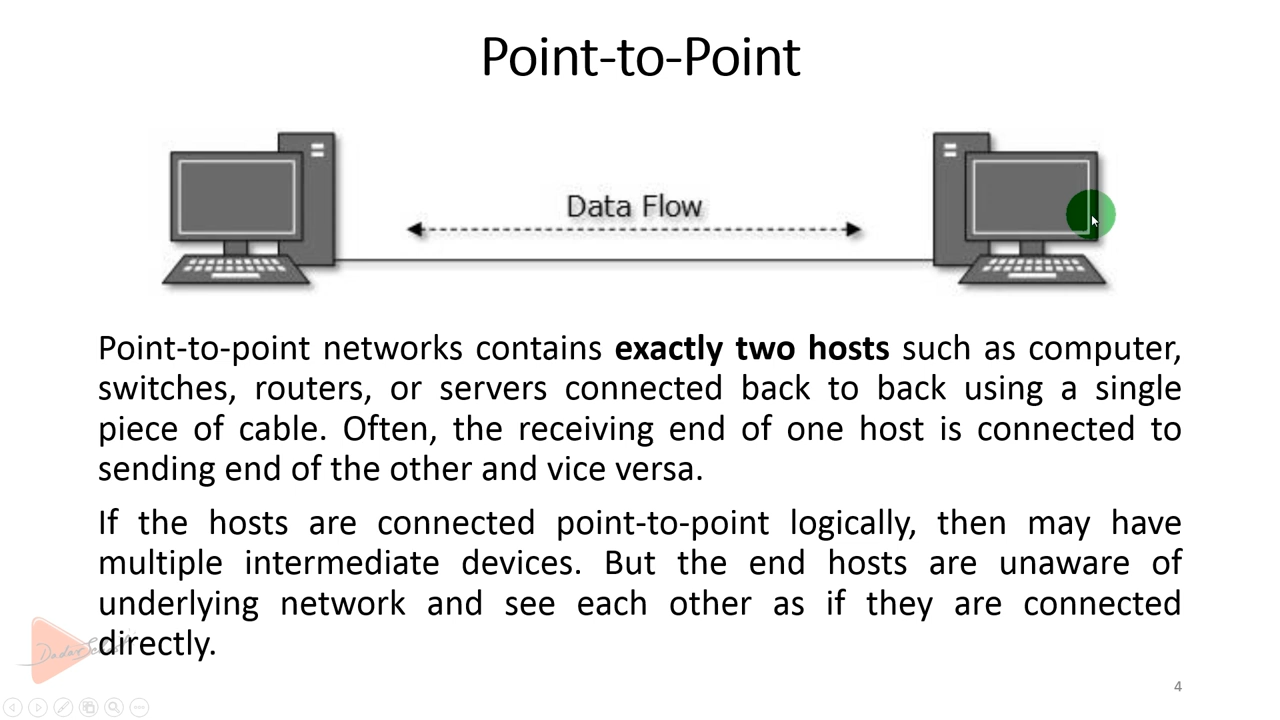 Point-to-Point
Data Flow
Point-to-point networks contains exactly two hosts such as computer,
switches, routers, or servers connected back to back using a single
piece of cable. Often, the receiving end of one host is connected to
sending end of the other and vice versa.
If the hosts are connected point-to-point logically, then may have
multiple intermediate devices. But the end hosts are unaware of
underlying network and see each other as if they are connected
directly.
4